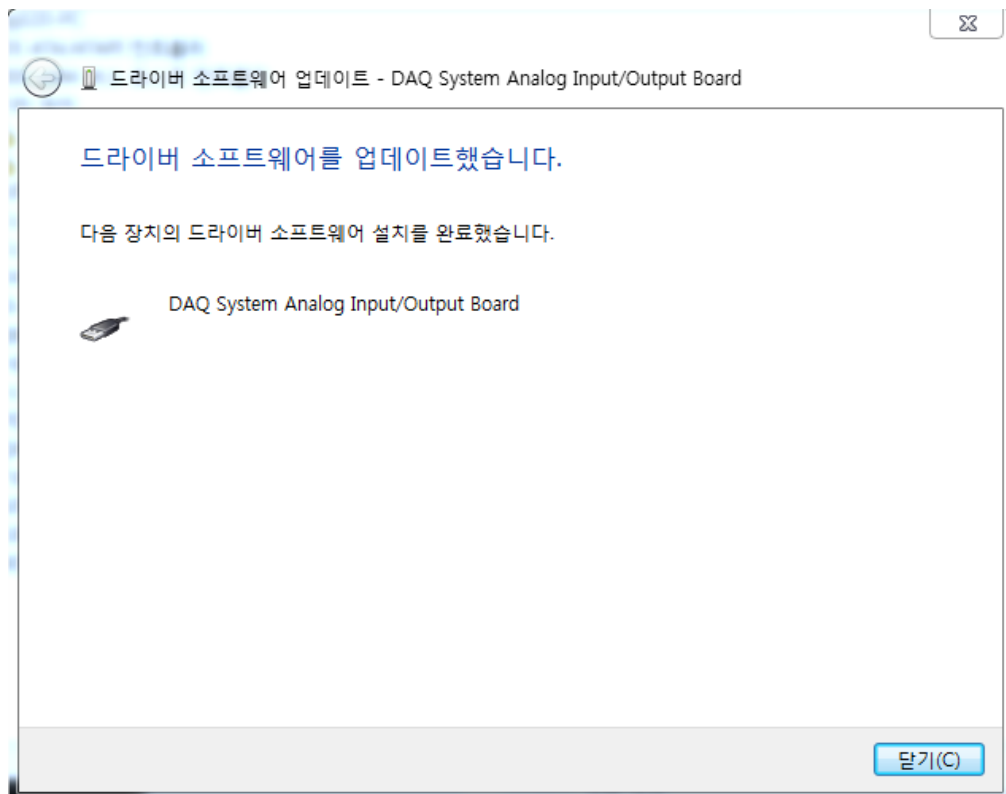 드라이버 소프트웨어 업데이트 - DAQ System Analog Input/Output Board
드라이버 소프트웨어를 업데이트했습니다.
다음 장치의 드라이버 소프트웨어 설치를 완료했습니다.
DAQ System Analog Input/Output Board
닫기(C)